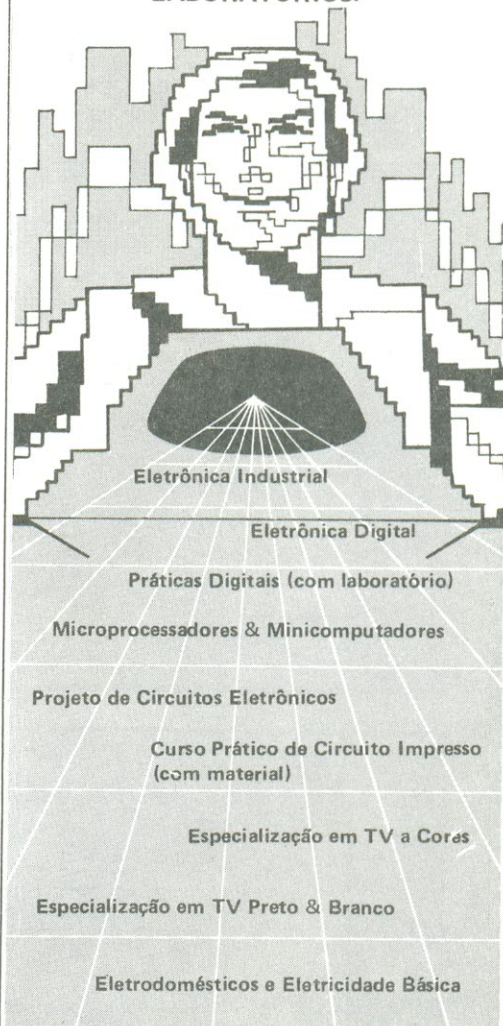 Eletrônica Industrial
Eletrônica Digital
Práticas Digitais (com laboratório)
Microprocessadores & Minicomputadores
Projeto de Circuitos Eletrônicos
Curso Prático de Circuito Impresso
(com material)
Especialização em TV a Cores
Especialização em TV Preto & Branco
Eletrodomésticos e Eletricidade Básica